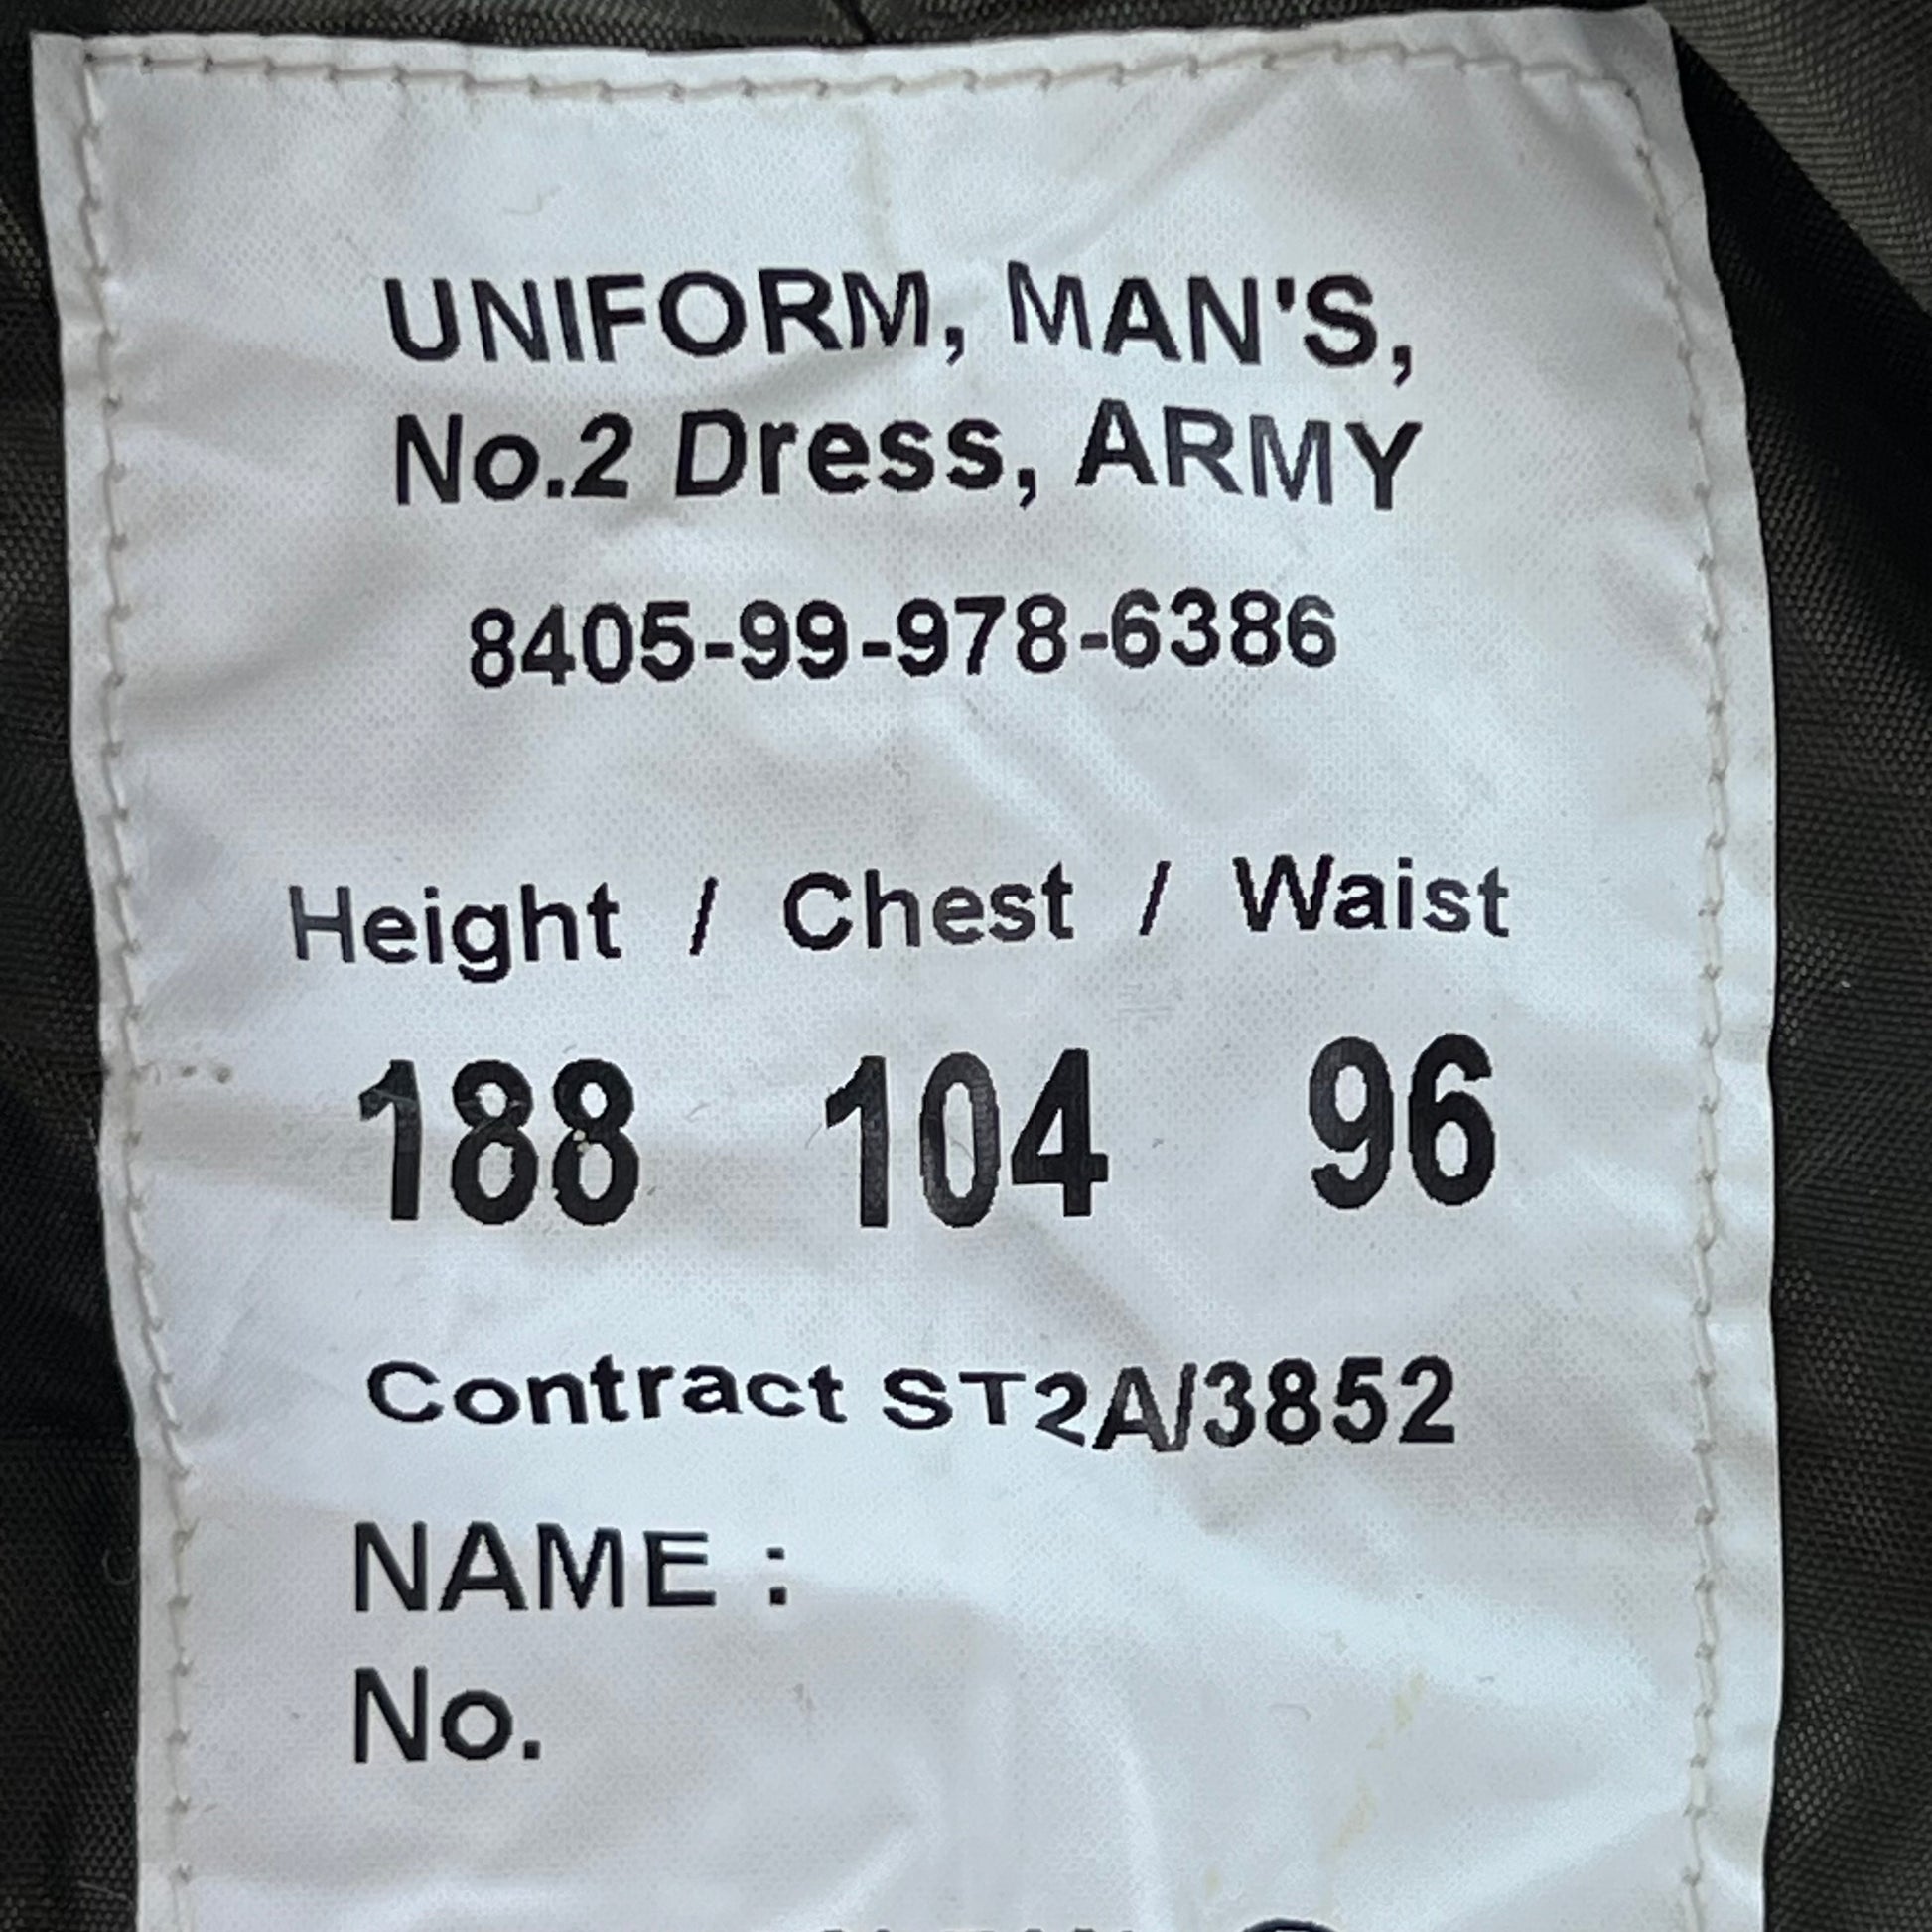 UNIFORM, MAN'S,
No.2 Dress, ARMY
8405-99-978-6386
Height / Chest / Waist
188 104 96
Contract ST2A/3852
NAME :
No.